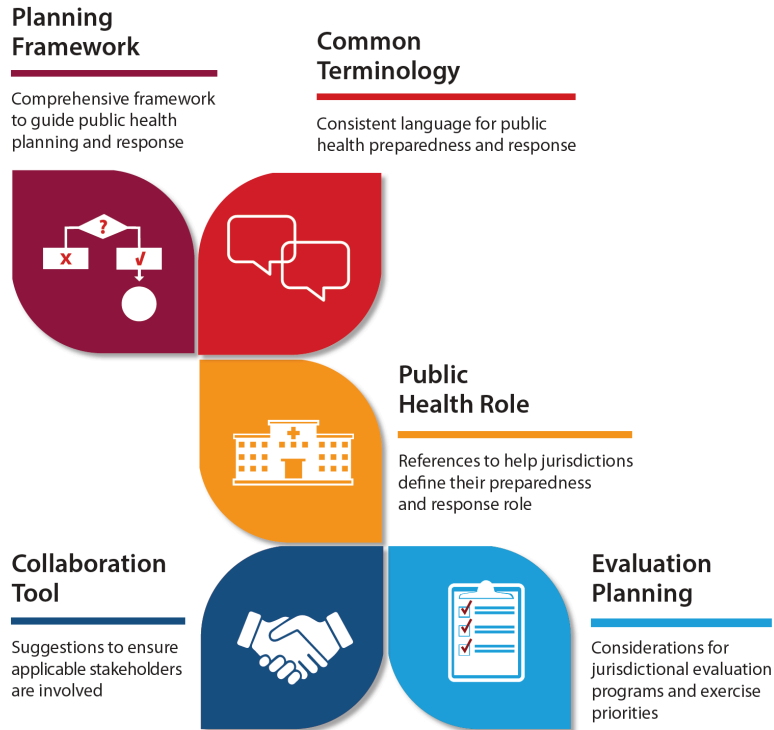 Planning
Framework
Comprehensive framework
to guide public health
planning and response
Common
Terminology
Consistent language for public
health preparedness and response
?
x
√
Public
Health Role
References to help jurisdictions
define their preparedness
and response role
Collaboration
Tool
Suggestions to ensure
applicable stakeholders
are involved
Evaluation
Planning
Considerations for
jurisdictional evaluation
programs and exercise
priorities